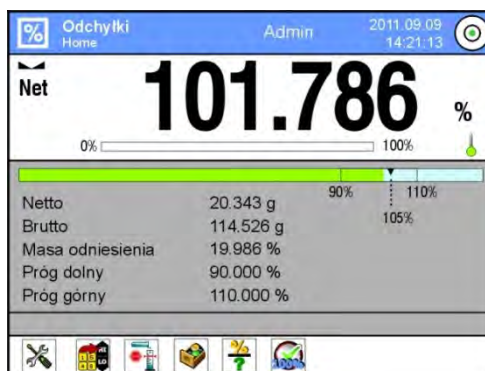 % Odchyłki Admin 2011.09.09
Home 14:21:13
Net 101.786 %
0% 100%
90% 110%
105%
Netto 20.343 g
Brutto 114.526 g
Masa odniesienia 19.986 %
Próg dolny 90.000 %
Próg górny 110.000 %
% ? 100%